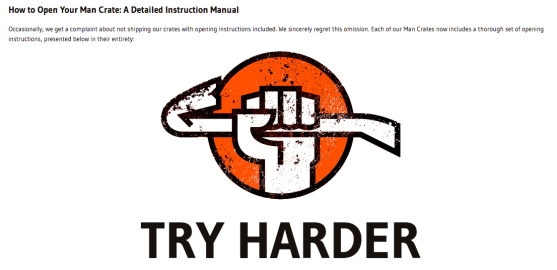 How to Open Your Man Crate: A Detailed Instruction Manual
Occasionally, we get a complaint about not shipping our crates with opening instructions included. We sincerely regret this omission. Each of our Man Crates now includes a thorough set of opening
instructions, presented below in their entirety:
TRY HARDER